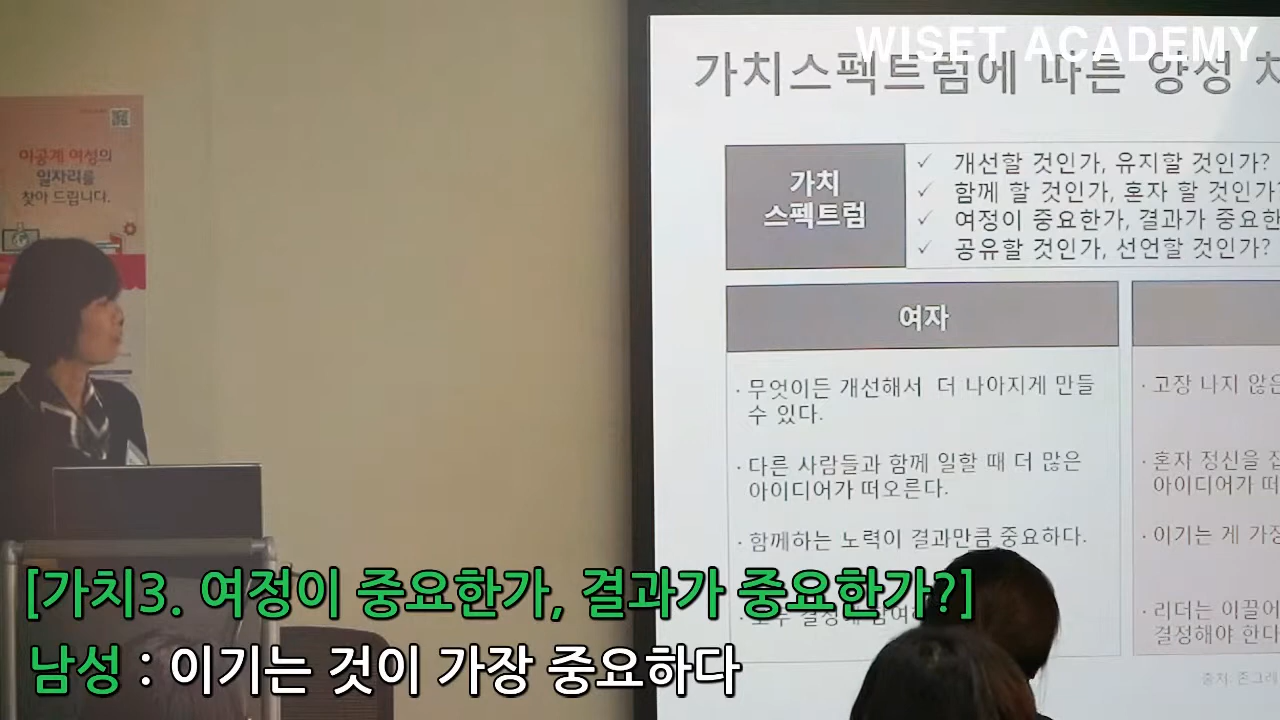 WISET ACADEMY
가치스펙트럼에 따른 양성
이공계 여성의
일자리를
찾아 드립니다.
가치
스펙트럼
✓ 개선할 것인가, 유지할 것인가?
✓ 함께 할 것인가, 혼자 할 것인가?
✓ 여정이 중요한가, 결과가 중요한
✓ 공유할 것인가, 선언할 것인가?
여자
· 무엇이든 개선해서 더 나아지게 만들
수 있다.
· 다른 사람들과 함께 일할 때 더 많은
아이디어가 떠오른다.
· 함께하는 노력이 결과만큼 중요하다.
· 고장 나지 않은
· 혼자 정신을
아이디어가
· 이기는 게 가장
· 리더는 이끌어
결정해야 한다
[가치3. 여정이 중요한가, 결과가 중요한가?]
남성 : 이기는 것이 가장 중요하다